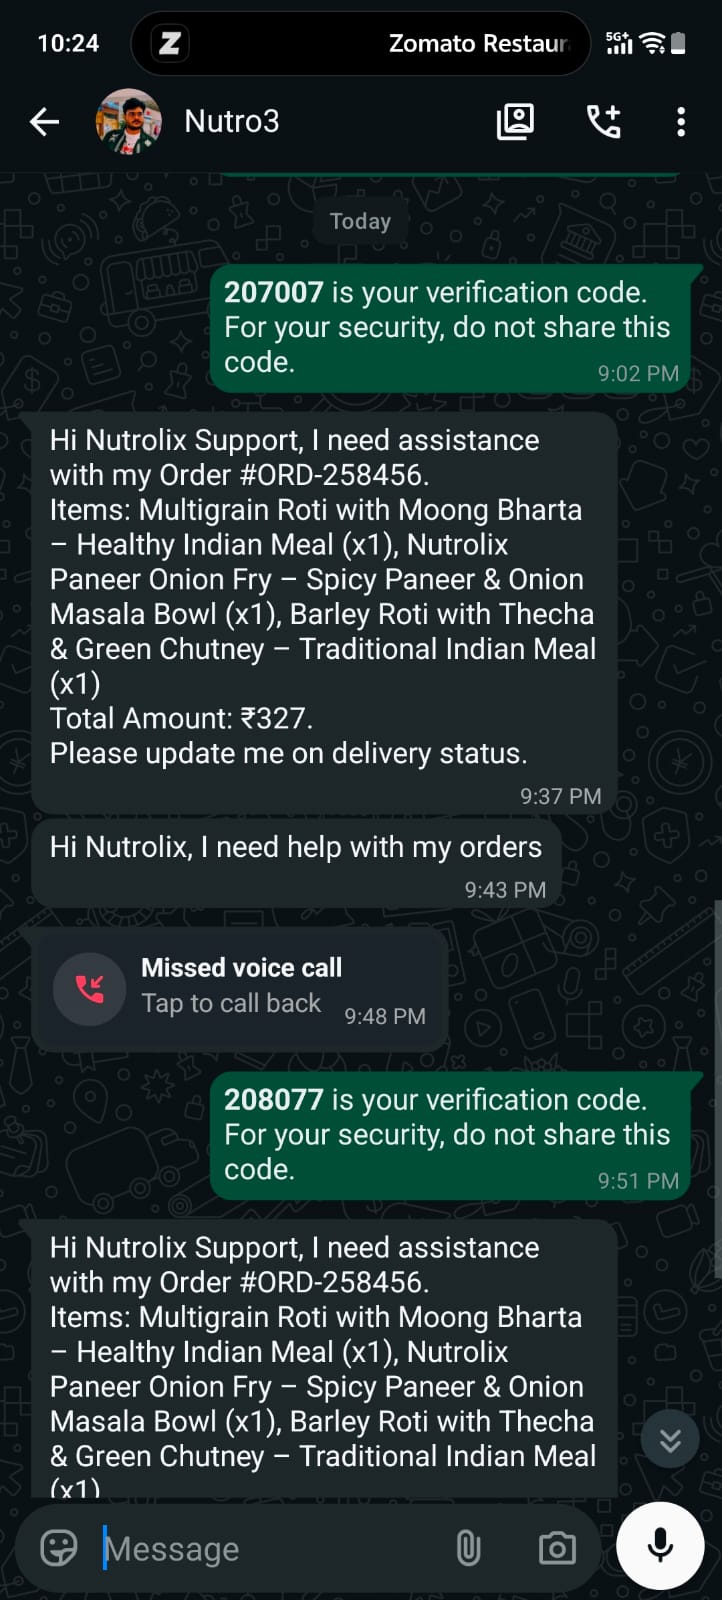 10:24
Z
Zomato Restaur
5G+
Nutro3
Today
207007 is your verification code.
For your security, do not share this
code.
9:02 PM
Hi Nutrolix Support, I need assistance
with my Order #ORD-258456.
Items: Multigrain Roti with Moong Bharta
– Healthy Indian Meal (x1), Nutrolix
Paneer Onion Fry – Spicy Paneer & Onion
Masala Bowl (x1), Barley Roti with Thecha
& Green Chutney – Traditional Indian Meal
(x1)
Total Amount: ₹327.
Please update me on delivery status.
9:37 PM
Hi Nutrolix, I need help with my orders
9:43 PM
Missed voice call
Tap to call back
9:48 PM
208077 is your verification code.
For your security, do not share this
code.
9:51 PM
Hi Nutrolix Support, I need assistance
with my Order #ORD-258456.
Items: Multigrain Roti with Moong Bharta
– Healthy Indian Meal (x1), Nutrolix
Paneer Onion Fry – Spicy Paneer & Onion
Masala Bowl (x1), Barley Roti with Thecha
& Green Chutney – Traditional Indian Meal
(x1)
Message